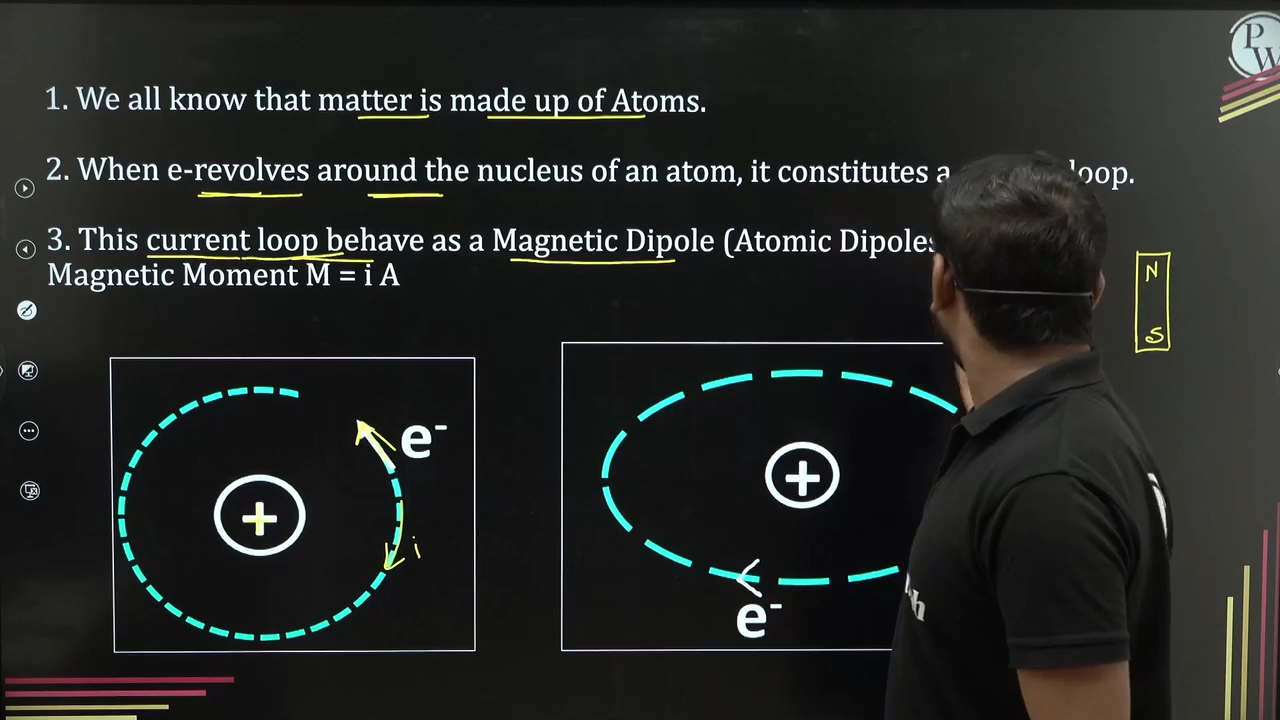 P
W
1. We all know that matter is made up of Atoms.
2. When e-revolves around the nucleus of an atom, it constitutes a loop.
3. This current loop behave as a Magnetic Dipole (Atomic Dipoles
Magnetic Moment M = i A
N
S
e-
i
+
+
e-